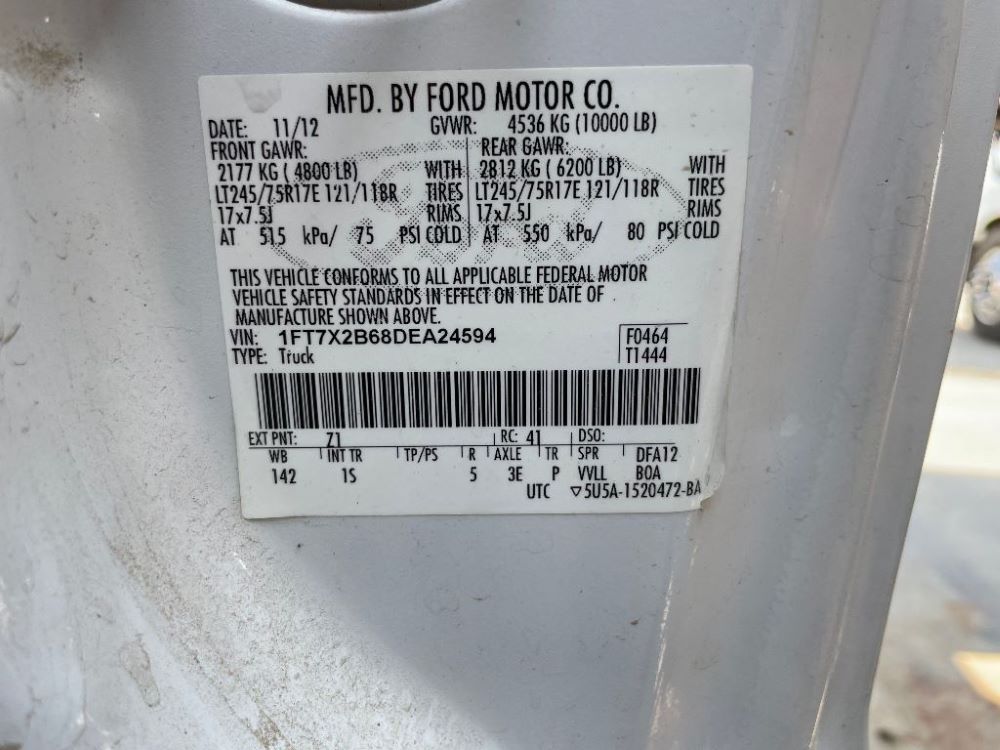 MFD. BY FORD MOTOR CO.
DATE: 11/12 GVWR: 4536 KG (10000 LB)
FRONT GAWR: REAR GAWR:
2177 KG ( 4800 LB) WITH 2812 KG ( 6200 LB) WITH
LT245/75R17E 121/118R TIRES LT245/75R17E 121/118R TIRES
17x7.5J RIMS 17x7.5J RIMS
AT 515 kPa/ 75 PSI COLD AT 550 kPa/ 80 PSI COLD
THIS VEHICLE CONFORMS TO ALL APPLICABLE FEDERAL MOTOR
VEHICLE SAFETY STANDARDS IN EFFECT ON THE DATE OF
MANUFACTURE SHOWN ABOVE.
VIN: 1FT7X2B68DEA24594 F0464
TYPE: Truck T1444
EXT PNT: Z1 RC: 41 DSO:
WB INT TR TP/PS R AXLE TR SPR DFA12
142 1S 5 3E P VVLL BOA
UTC ▽5U5A-1520472-BA